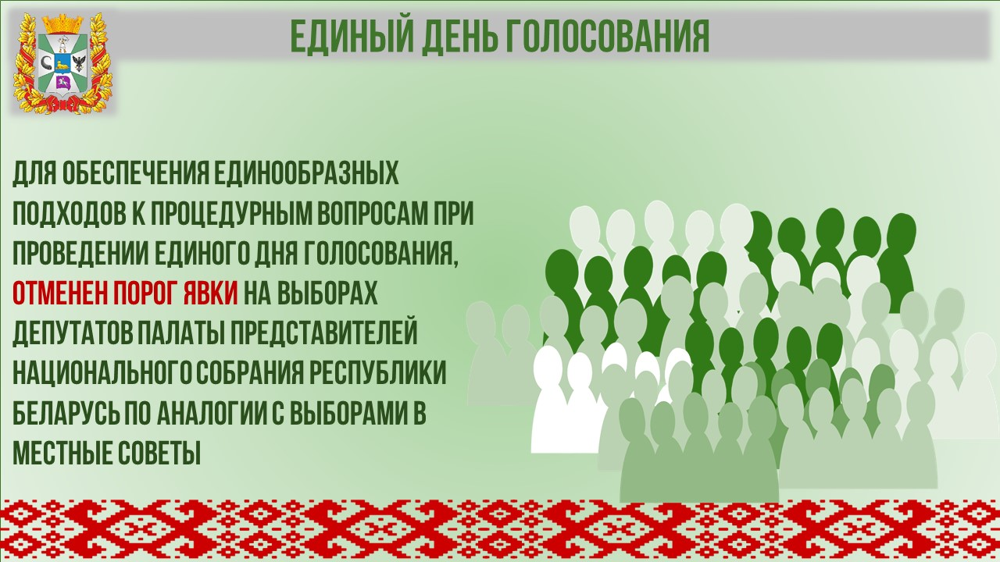 ЕДИНЫЙ ДЕНЬ ГОЛОСОВАНИЯ
ДЛЯ ОБЕСПЕЧЕНИЯ ЕДИНООБРАЗНЫХ
ПОДХОДОВ К ПРОЦЕДУРНЫМ ВОПРОСАМ ПРИ
ПРОВЕДЕНИИ ЕДИНОГО ДНЯ ГОЛОСОВАНИЯ,
ОТМЕНЕН ПОРОГ ЯВКИ НА ВЫБОРАХ
ДЕПУТАТОВ ПАЛАТЫ ПРЕДСТАВИТЕЛЕЙ
НАЦИОНАЛЬНОГО СОБРАНИЯ РЕСПУБЛИКИ
БЕЛАРУСЬ ПО АНАЛОГИИ С ВЫБОРАМИ В
МЕСТНЫЕ СОВЕТЫ